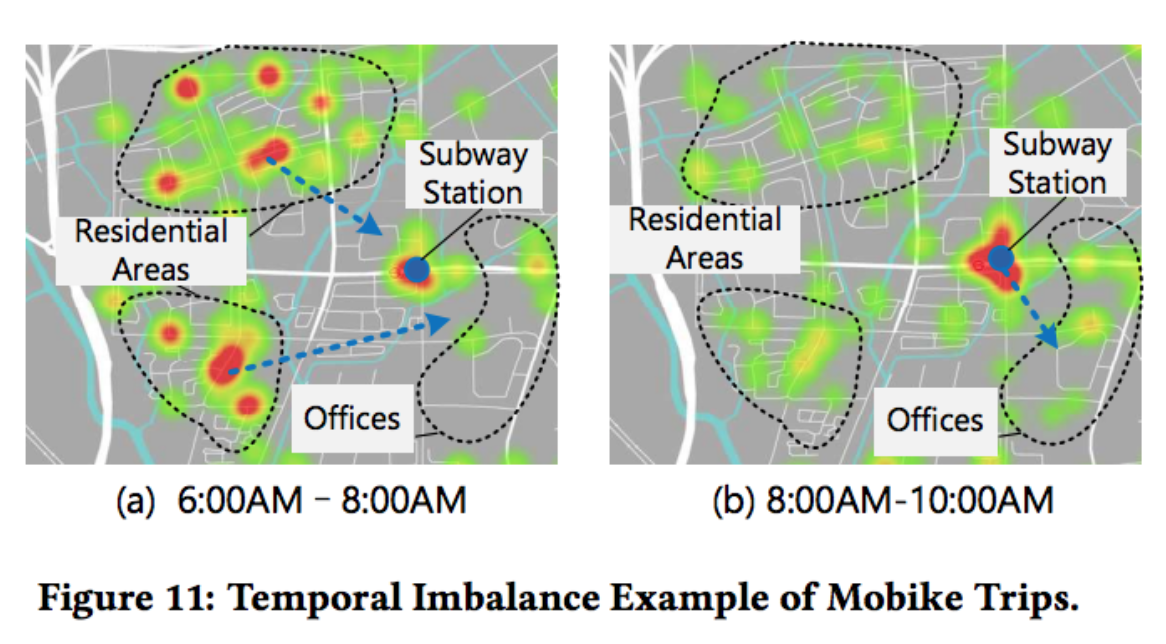 Subway
Station
Residential
Areas
Offices
(a) 6:00AM – 8:00AM
Subway
Station
Residential
Areas
Offices
(b) 8:00AM-10:00AM
Figure 11: Temporal Imbalance Example of Mobike Trips.